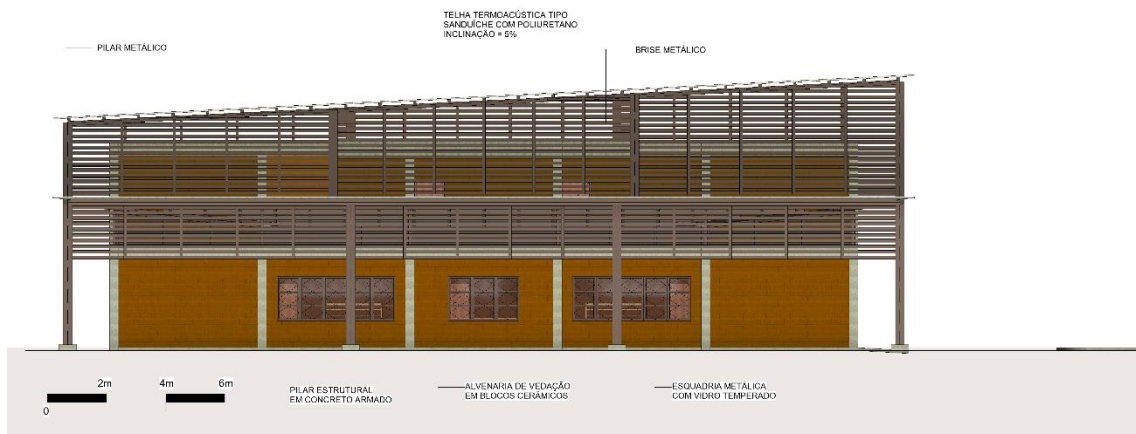 TELHA TERMOACÚSTICA TIPO
SANDUÍCHE COM POLIURETANO
INCLINAÇÃO = 5%
PILAR METÁLICO
BRISE METÁLICO
2m
4m
6m
0
PILAR ESTRUTURAL
EM CONCRETO ARMADO
ALVENARIA DE VEDAÇÃO
EM BLOCOS CERÂMICOS
ESQUADRIA METÁLICA
COM VIDRO TEMPERADO